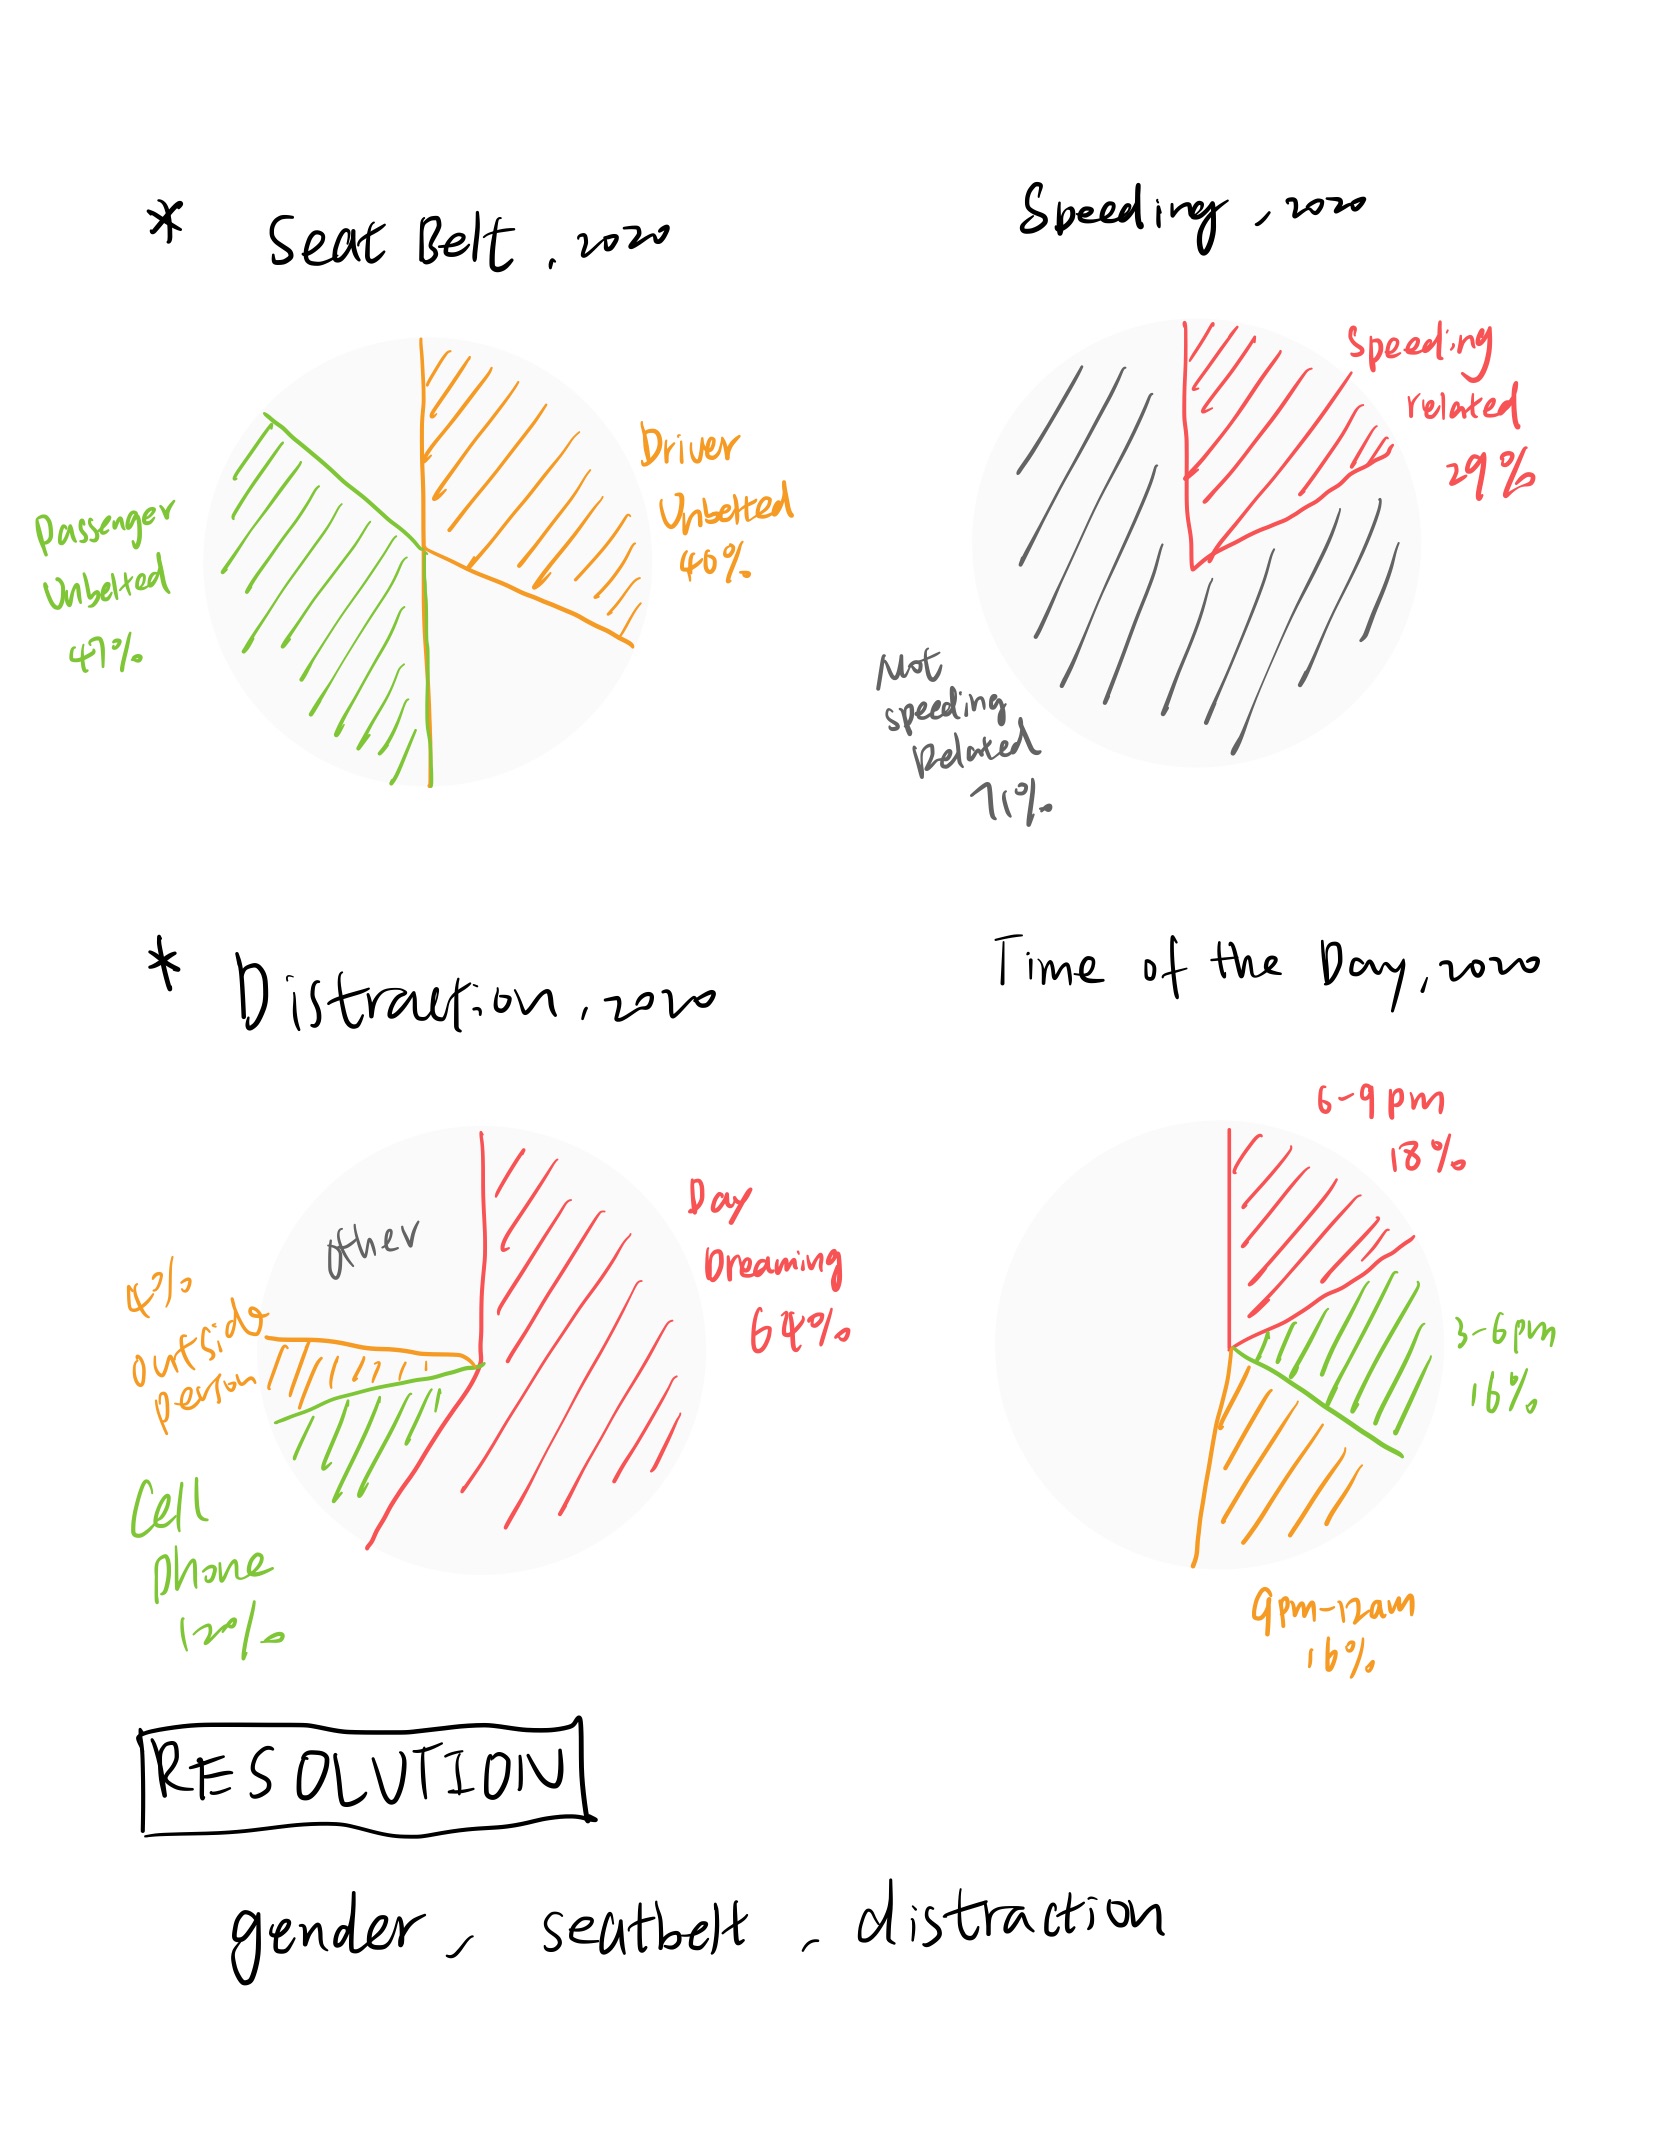 * Seat Belt, 2020
Driver
Unbelted
40%
Passenger
Unbelted
47%
Speeding, 2020
Speeding
related
29%
Not
speeding
Related
71%
* Distraction, 2020
Day
Dreaming
64%
Other
4%
outside
person
Cell
phone
12%
Time of the Day, 2020
6-9pm
18%
3-6pm
16%
9pm-12am
16%
RESOLUTION
gender, seatbelt, distraction